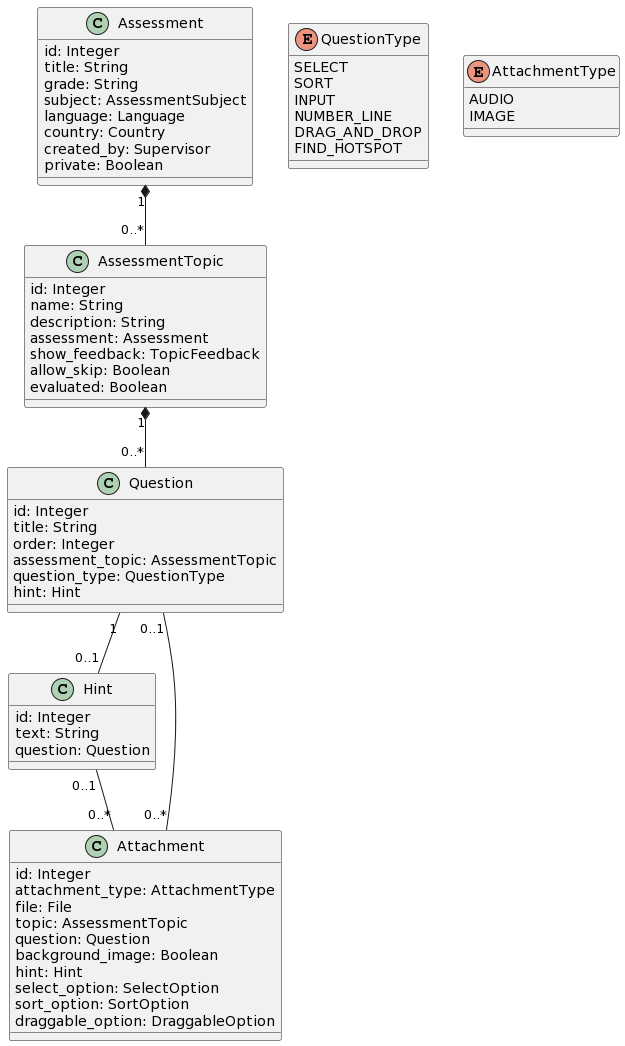 C Assessment
id: Integer
title: String
grade: String
subject: AssessmentSubject
language: Language
country: Country
created_by: Supervisor
private: Boolean
E QuestionType
SELECT
SORT
INPUT
NUMBER_LINE
DRAG_AND_DROP
FIND_HOTSPOT
E AttachmentType
AUDIO
IMAGE
1
0..*
C AssessmentTopic
id: Integer
name: String
description: String
assessment: Assessment
show_feedback: TopicFeedback
allow_skip: Boolean
evaluated: Boolean
1
0..*
C Question
id: Integer
title: String
order: Integer
assessment_topic: AssessmentTopic
question_type: QuestionType
hint: Hint
1 0..1
0..1
C Hint
id: Integer
text: String
question: Question
0..1
0..* 0..*
C Attachment
id: Integer
attachment_type: AttachmentType
file: File
topic: AssessmentTopic
question: Question
background_image: Boolean
hint: Hint
select_option: SelectOption
sort_option: SortOption
draggable_option: DraggableOption